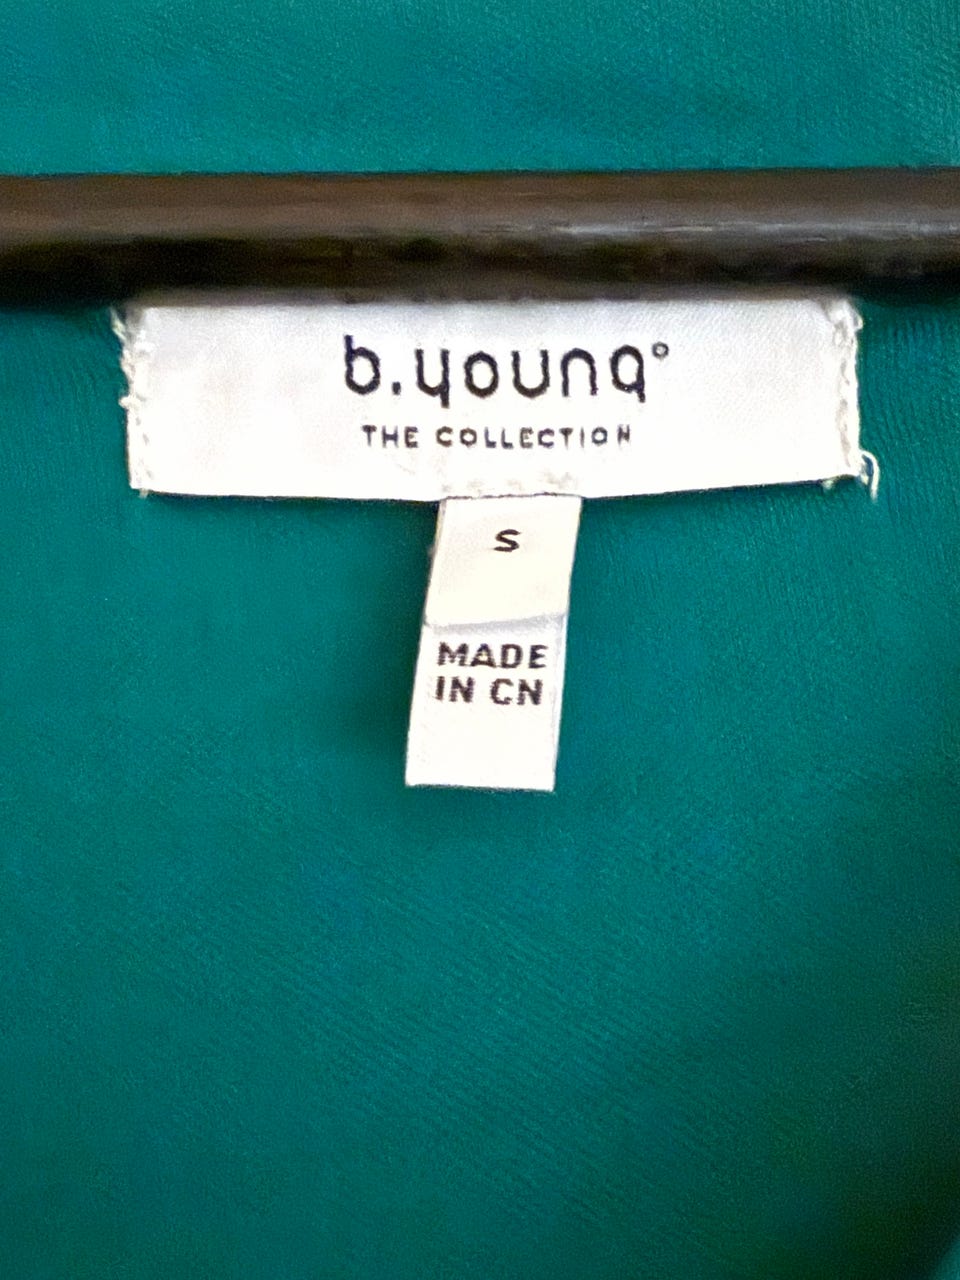 b.young°
THE COLLECTION
S
MADE
IN CN